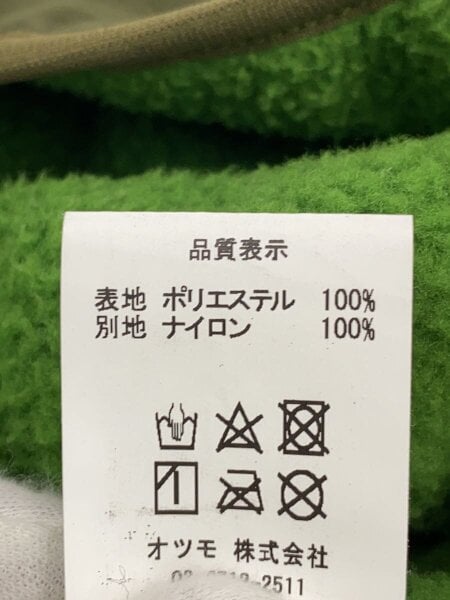 品質表示
表地 ポリエステル 100%
別地 ナイロン 100%
オツモ 株式会社
2511